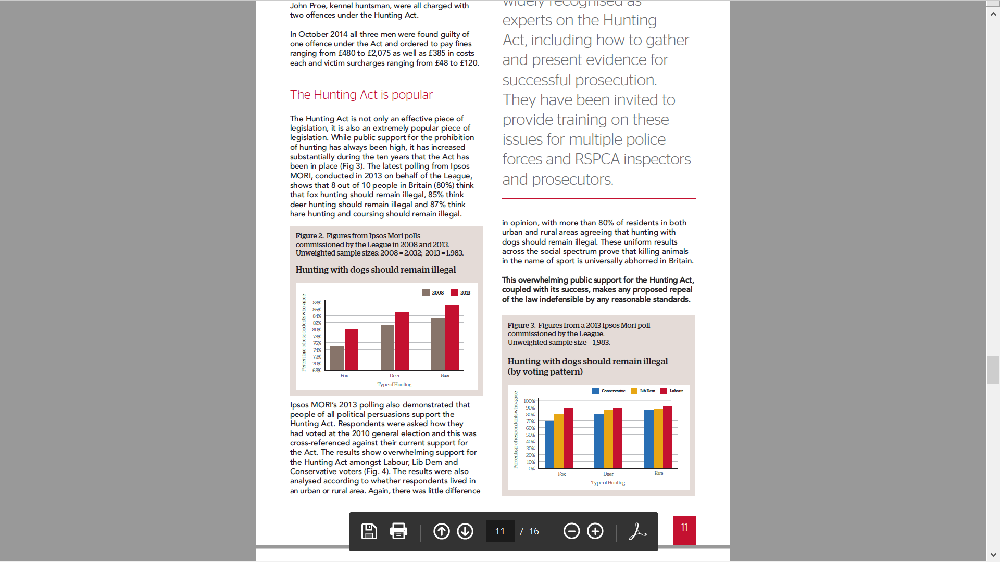 John Proe, kennel huntsman, were all charged with
two offences under the Hunting Act.
In October 2014 all three men were found guilty of
one offence under the Act and ordered to pay fines
ranging from £480 to £2,075 as well as £385 in costs
each and victim surcharges ranging from £48 to £120.
The Hunting Act is popular
The Hunting Act is not only an effective piece of
legislation, it is also an extremely popular piece of
legislation. While public support for the prohibition
of hunting has always been high, it has increased
substantially during the ten years that the Act has
been in place (Fig 3). The latest polling from Ipsos
MORI, conducted in 2013 on behalf of the League,
shows that 8 out of 10 people in Britain (80%) think
that fox hunting should remain illegal, 85% think
deer hunting should remain illegal and 87% think
hare hunting and coursing should remain illegal.
Figure 2. Figures from Ipsos Mori polls
commissioned by the League in 2008 and 2013.
Unweighted sample sizes: 2008 = 2,032; 2013 = 1,983.
Hunting with dogs should remain illegal
2008 2013
Percentage of respondents who agree
88%
86%
84%
82%
80%
78%
76%
74%
72%
70%
68%
Fox Deer Hare
Type of Hunting
Ipsos MORI's 2013 polling also demonstrated that
people of all political persuasions support the
Hunting Act. Respondents were asked how they
had voted at the 2010 general election and this was
cross-referenced against their current support for
the Act. The results show overwhelming support for
the Hunting Act amongst Labour, Lib Dem and
Conservative voters (Fig. 4). The results were also
analysed according to whether respondents lived in
an urban or rural area. Again, there was little difference
widely recognised as
experts on the Hunting
Act, including how to gather
and present evidence for
successful prosecution.
They have been invited to
provide training on these
issues for multiple police
forces and RSPCA inspectors
and prosecutors.
in opinion, with more than 80% of residents in both
urban and rural areas agreeing that hunting with
dogs should remain illegal. These uniform results
across the social spectrum prove that killing animals
in the name of sport is universally abhorred in Britain.
This overwhelming public support for the Hunting Act,
coupled with its success, makes any proposed repeal
of the law indefensible by any reasonable standards.
Figure 3. Figures from a 2013 Ipsos Mori poll
commissioned by the League.
Unweighted sample size = 1,983.
Hunting with dogs should remain illegal
(by voting pattern)
Conservative Lib Dem Labour
Percentage of respondents who agree
100%
90%
80%
70%
60%
50%
40%
30%
20%
10%
0%
Fox Deer Hare
Type of Hunting
11 / 16
11